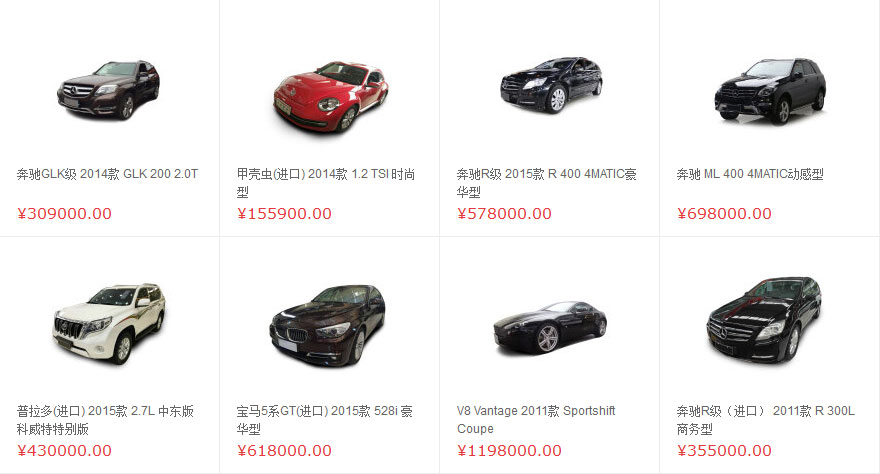 奔驰GLK级 2014款 GLK 200 2.0T
¥309000.00
甲壳虫(进口) 2014款 1.2 TSI 时尚
型
¥155900.00
奔驰R级 2015款 R 400 4MATIC豪
华型
¥578000.00
奔驰 ML 400 4MATIC动感型
¥698000.00
普拉多(进口) 2015款 2.7L 中东版
科威特特别版
¥430000.00
宝马5系GT(进口) 2015款 528i 豪
华型
¥618000.00
V8 Vantage 2011款 Sportshift
Coupe
¥1198000.00
奔驰R级（进口） 2011款 R 300L
商务型
¥355000.00